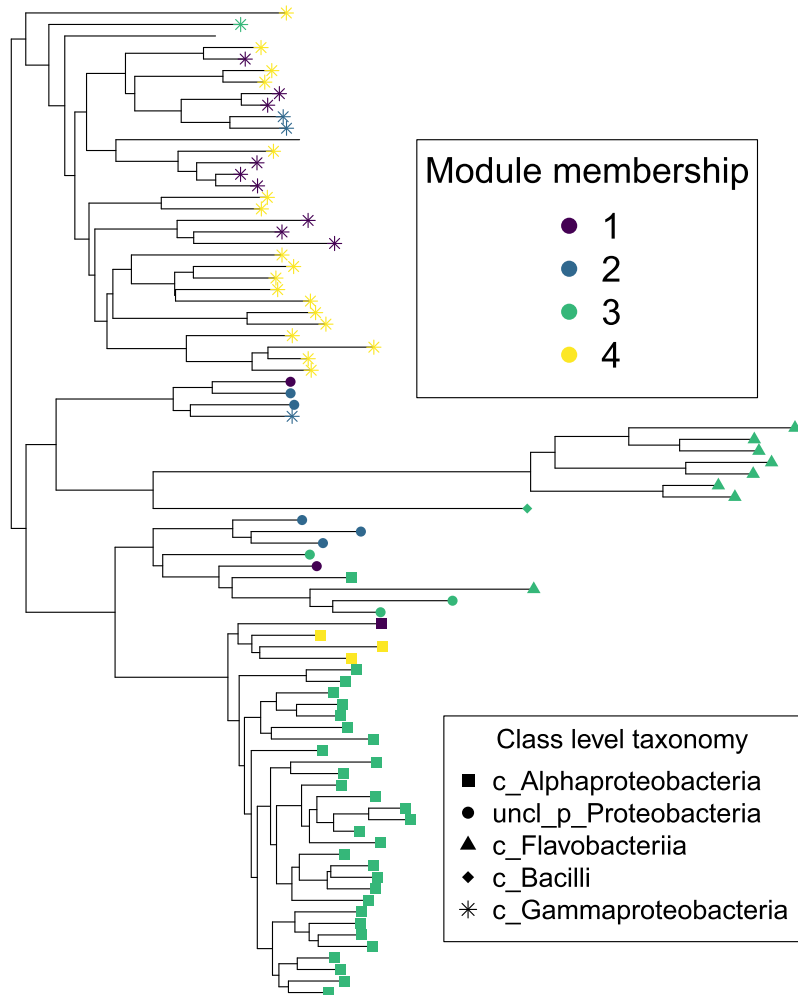 Module membership
1
2
3
4
Class level taxonomy
c_Alphaproteobacteria
uncl_p_Proteobacteria
c_Flavobacteriia
c_Bacilli
c_Gammaproteobacteria